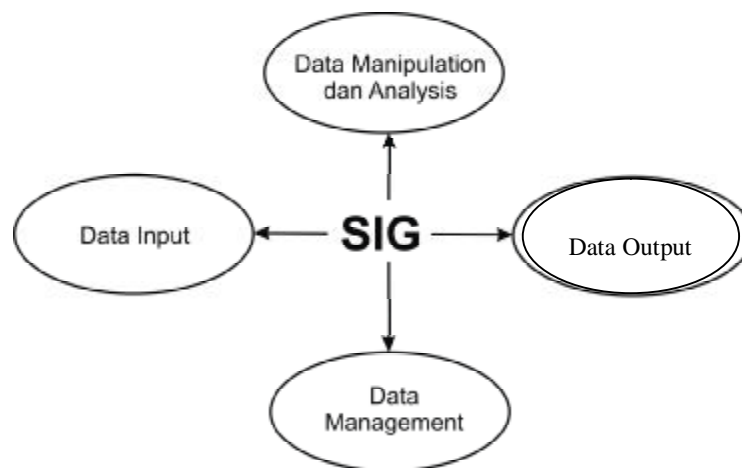 Data Manipulation
dan Analysis
Data Input
SIG
Data Output
Data
Management